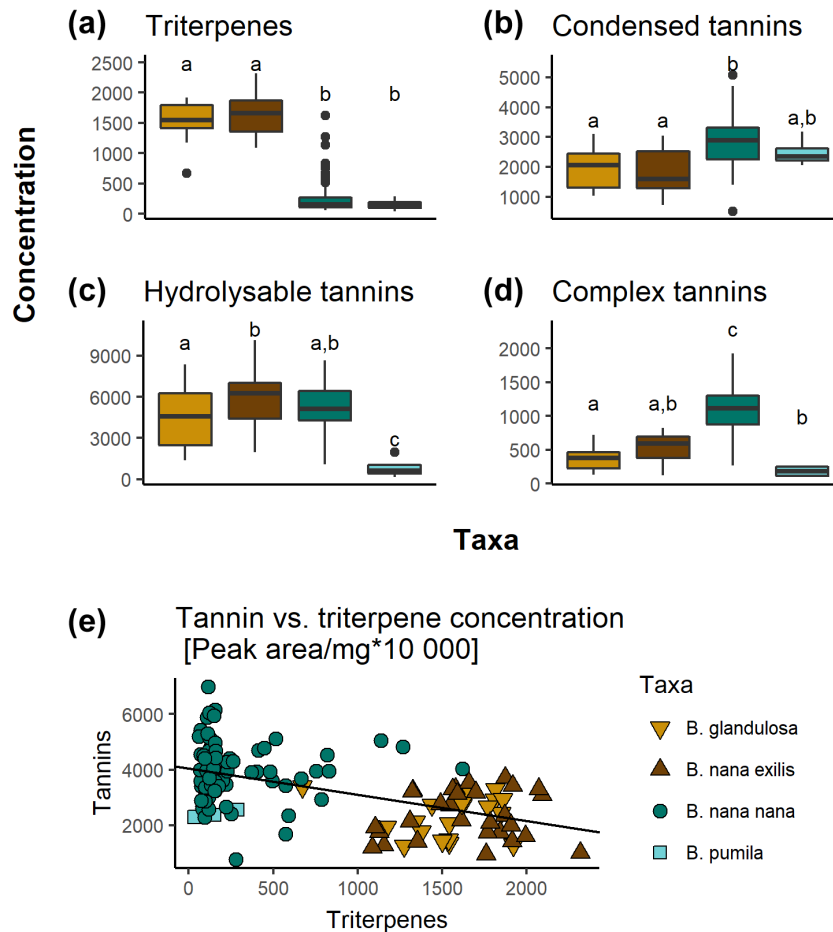 (a) Triterpenes
2500
2000
1500
1000
500
0
a a b b
(b) Condensed tannins
5000
4000
3000
2000
1000
a a b a,b
Concentration
(c) Hydrolysable tannins
9000
6000
3000
0
a b a,b c
(d) Complex tannins
2000
1500
1000
500
0
a a,b c b
Taxa
(e) Tannin vs. triterpene concentration
[Peak area/mg*10 000]
Tannins
6000
4000
2000
0 500 1000 1500 2000
Triterpenes
Taxa
B. glandulosa
B. nana exilis
B. nana nana
B. pumila